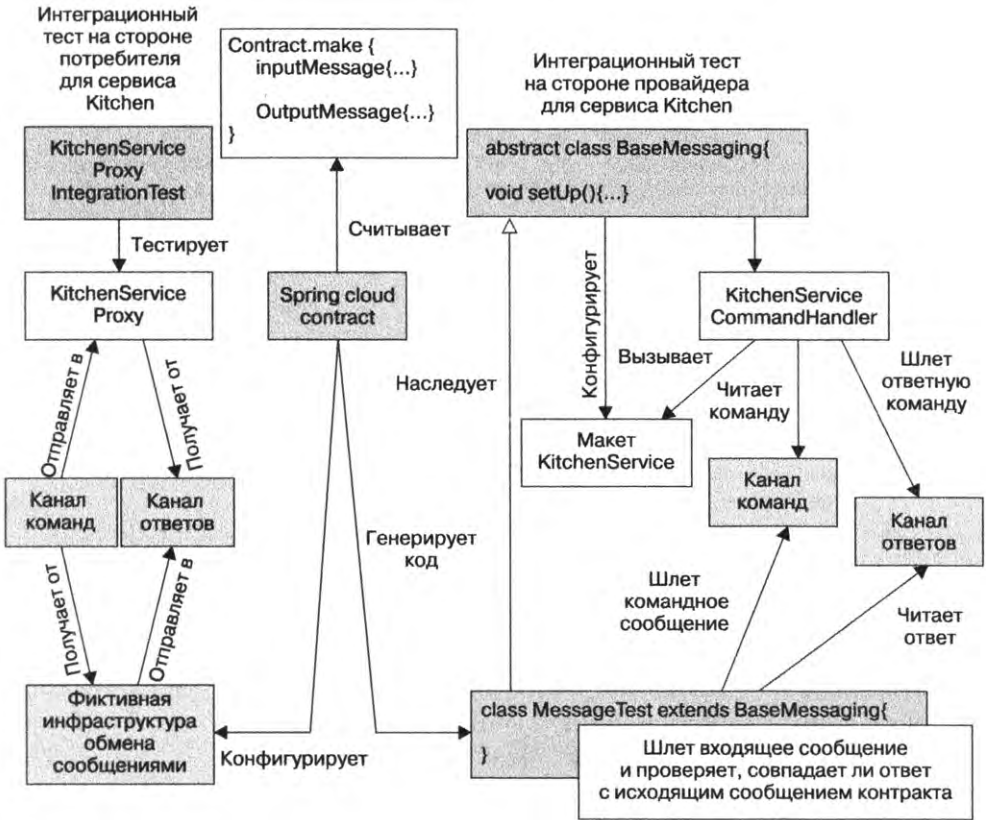 Интеграционный
тест на стороне
потребителя
для сервиса
Kitchen
KitchenService
Proxy
IntegrationTest
Тестирует
KitchenService
Proxy
Отправляет в
Получает от
Канал
команд
Канал
ответов
Получает от
Отправляет в
Фиктивная
инфраструктура
обмена
сообщениями
Contract.make {
inputMessage{...}
OutputMessage{...}
}
Считывает
Spring cloud
contract
Генерирует
код
Конфигурирует
Интеграционный тест
на стороне провайдера
для сервиса Kitchen
abstract class BaseMessaging{
void setUp(){...}
Наследует
Конфигурирует
KitchenService
CommandHandler
Вызывает
Читает
команду
Шлет
ответную
команду
Макет
KitchenService
Канал
команд
Канал
ответов
Шлет
командное
сообщение
Читает
ответ
class MessageTest extends BaseMessaging{
}
Шлет входящее сообщение
и проверяет, совпадает ли ответ
с исходящим сообщением контракта